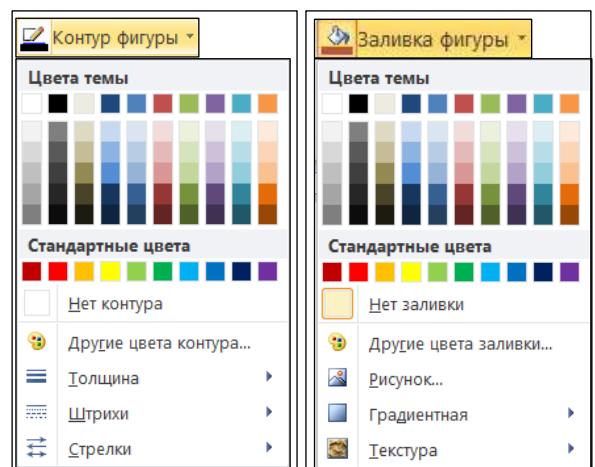 Контур фигуры
Цвета темы
Стандартные цвета
Нет контура
Другие цвета контура...
Толщина
Штрихи
Стрелки
Заливка фигуры
Цвета темы
Стандартные цвета
Нет заливки
Другие цвета заливки...
Рисунок...
Градиентная
Текстура